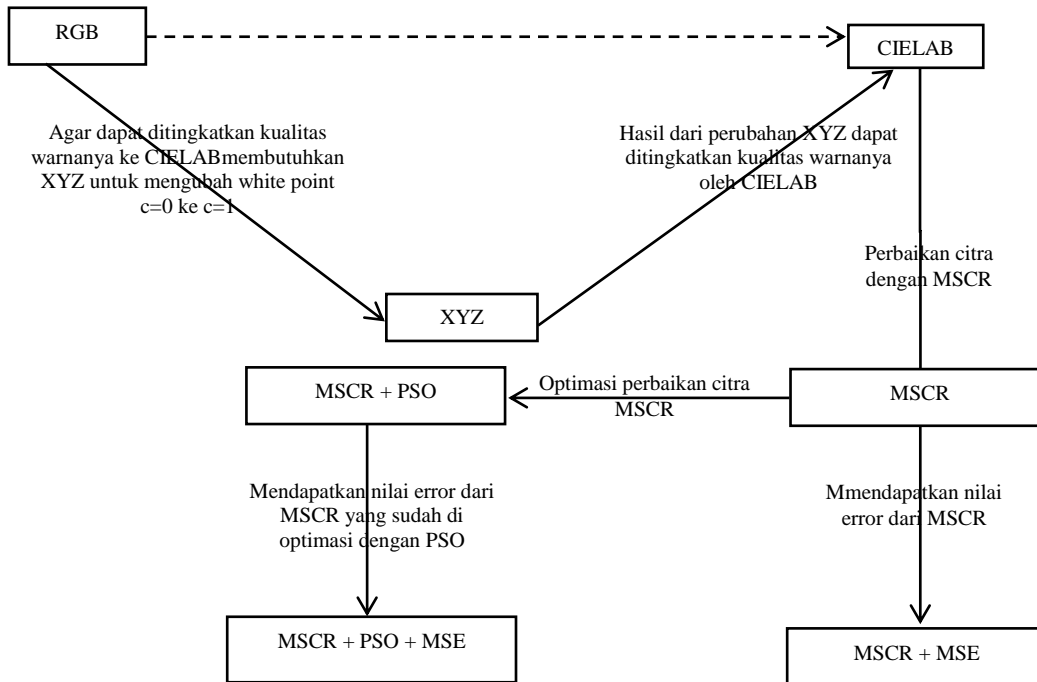 RGB
CIELAB
Agar dapat ditingkatkan kualitas
warnanya ke CIELAB membutuhkan
XYZ untuk mengubah white point
c=0 ke c=1
Hasil dari perubahan XYZ dapat
ditingkatkan kualitas warnanya
oleh CIELAB
Perbaikan citra
dengan MSCR
XYZ
MSCR + PSO
Optimasi perbaikan citra
MSCR
MSCR
Mendapatkan nilai error dari
MSCR yang sudah di
optimasi dengan PSO
Mmendapatkan nilai
error dari MSCR
MSCR + PSO + MSE
MSCR + MSE